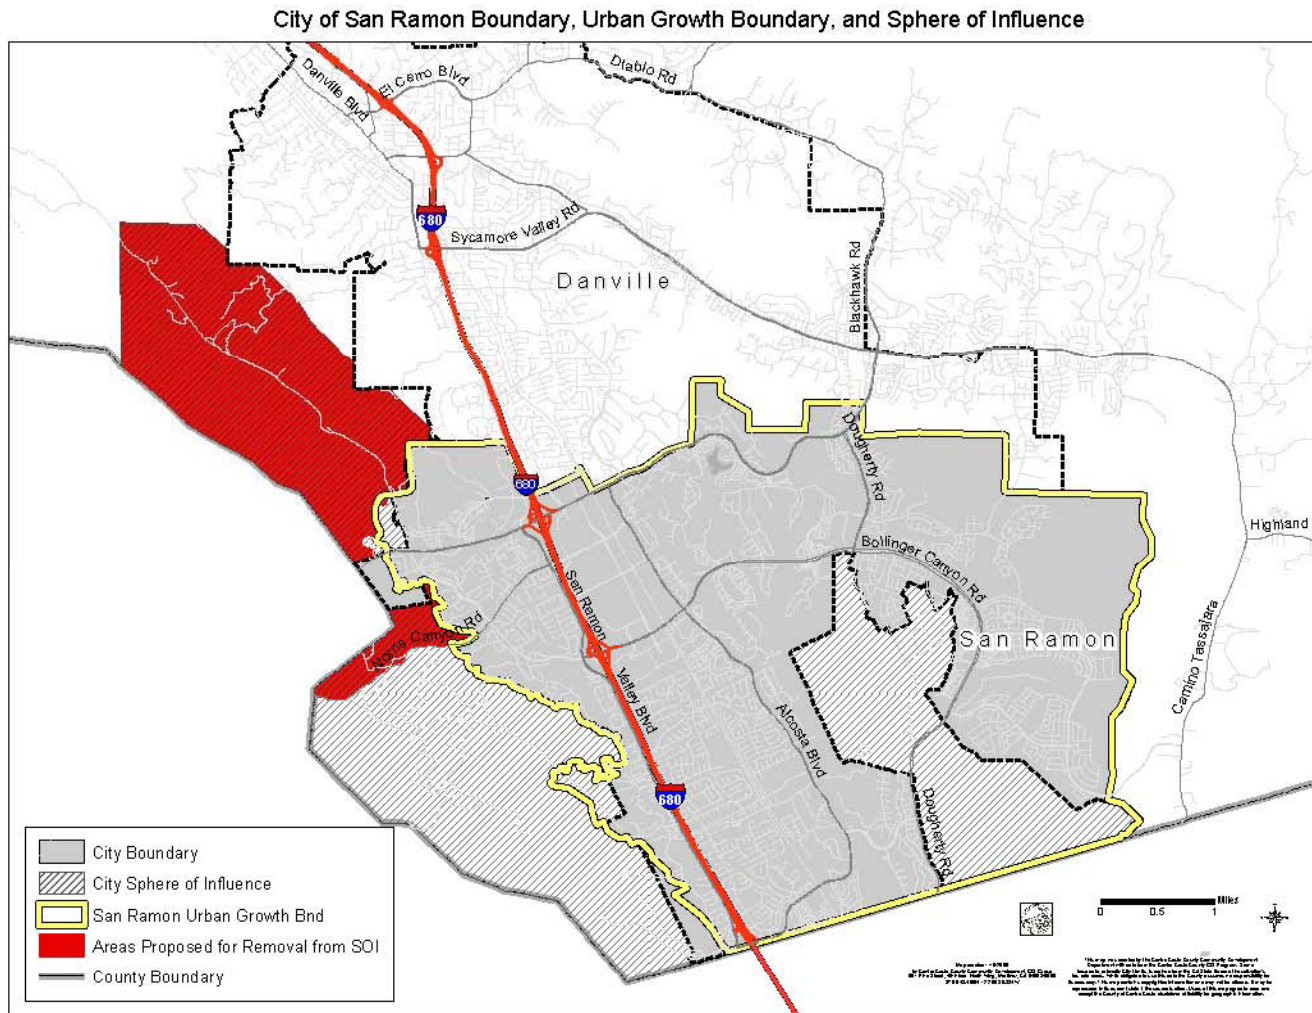 City of San Ramon Boundary, Urban Growth Boundary, and Sphere of Influence
Danville Blvd
El Cerro Blvd
Diablo Rd
680
Sycamore Valley Rd
Danville
Blackhawk Rd
Dougherty Rd
680
Highland
Bollinger Canyon Rd
San Ramon
Valley Blvd
Norris Canyon Rd
San Ramon
Camino Tassajara
Alcosta Blvd
680
Dougherty Rd
City Boundary
City Sphere of Influence
San Ramon Urban Growth Bnd
Areas Proposed for Removal from SOI
County Boundary
Miles
0 0.5 1